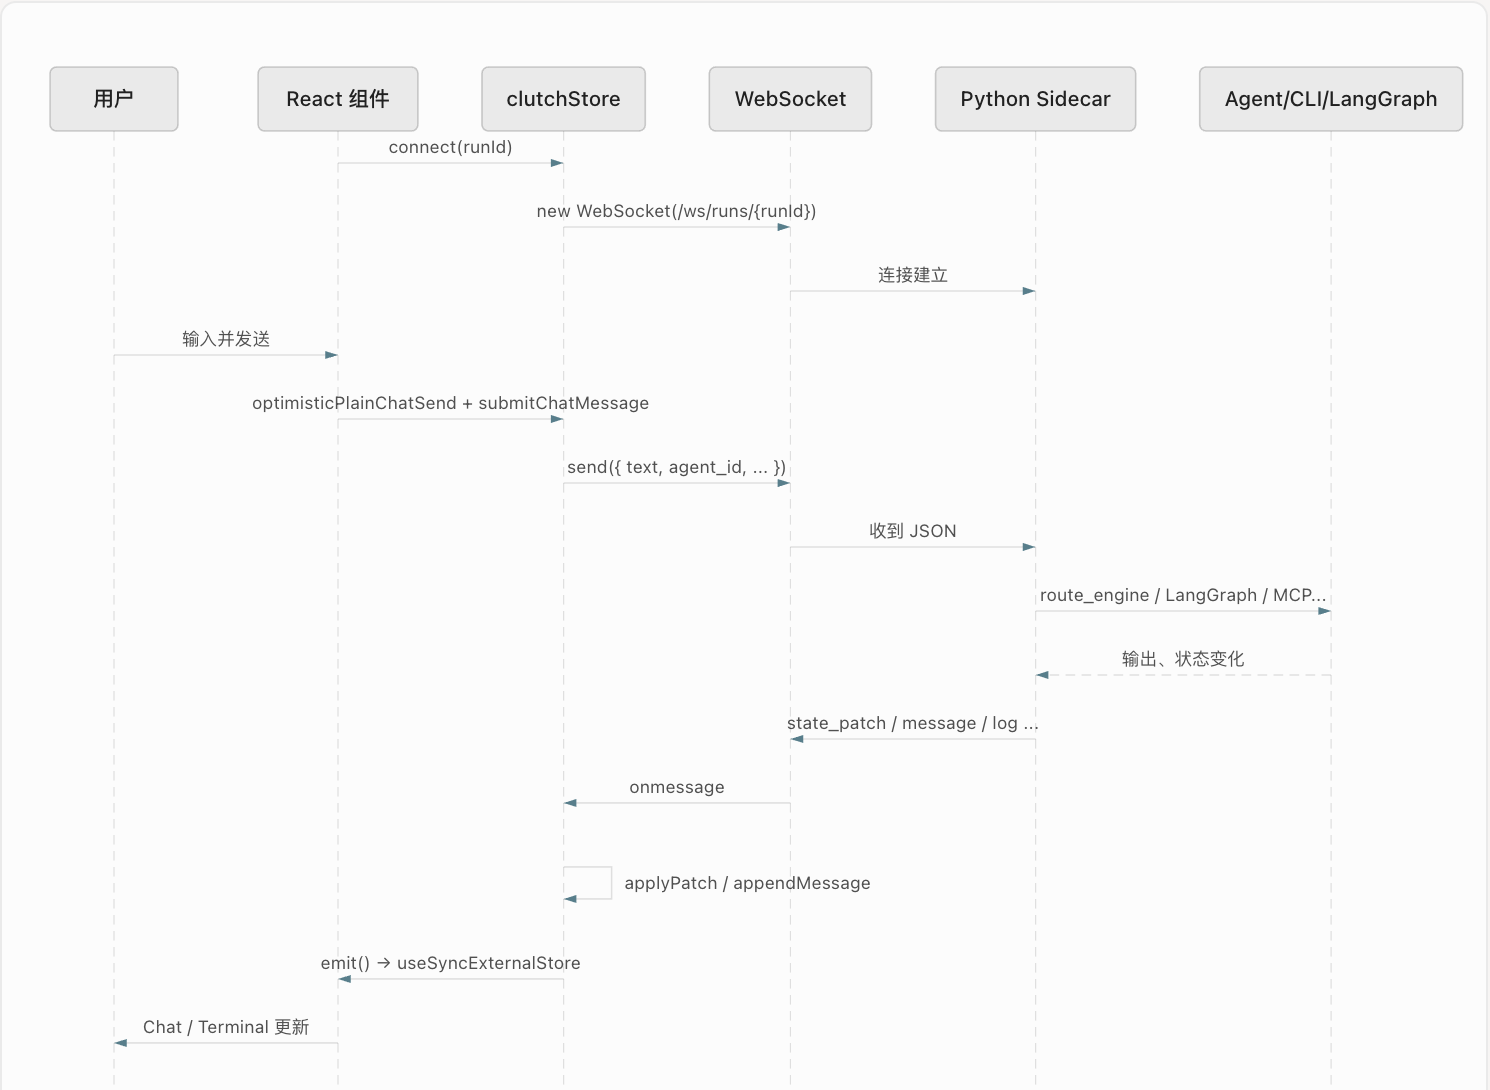 用户
React 组件
clutchStore
WebSocket
Python Sidecar
Agent/CLI/LangGraph
connect(runId)
new WebSocket(/ws/runs/{runId})
连接建立
输入并发送
optimisticPlainChatSend + submitChatMessage
send({ text, agent_id, ... })
收到 JSON
route_engine / LangGraph / MCP...
输出、状态变化
state_patch / message / log ...
onmessage
applyPatch / appendMessage
emit() → useSyncExternalStore
Chat / Terminal 更新